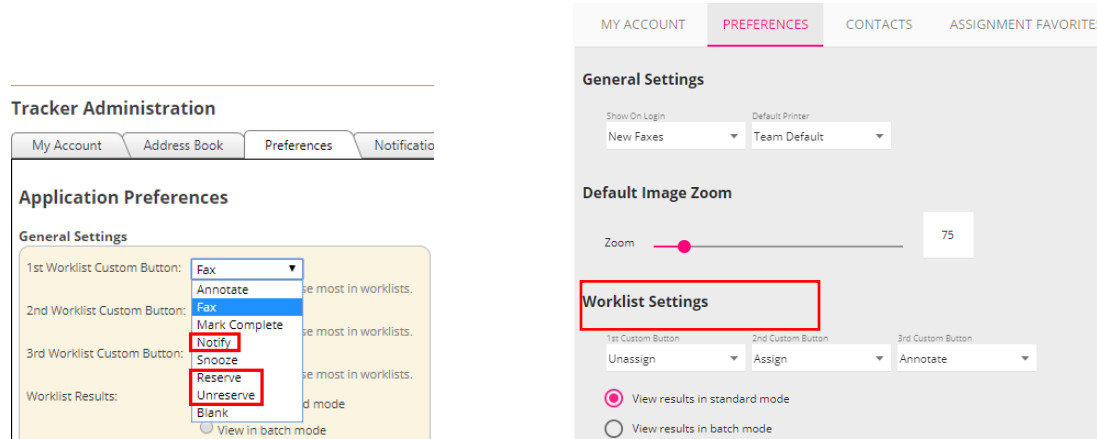 Tracker Administration
My Account Address Book Preferences Notificatio
Application Preferences
General Settings
1st Worklist Custom Button: Fax
Annotate
Fax
Mark Complete
Notify
Snooze
Reserve
Unreserve
Blank
se most in worklists.
2nd Worklist Custom Button:
se most in worklists.
3rd Worklist Custom Button:
se most in worklists.
Worklist Results:
d mode
View in batch mode
MY ACCOUNT PREFERENCES CONTACTS ASSIGNMENT FAVORITES
General Settings
Show On Login Default Printer
New Faxes Team Default
Default Image Zoom
Zoom 75
Worklist Settings
1st Custom Button 2nd Custom Button 3rd Custom Button
Unassign Assign Annotate
View results in standard mode
View results in batch mode